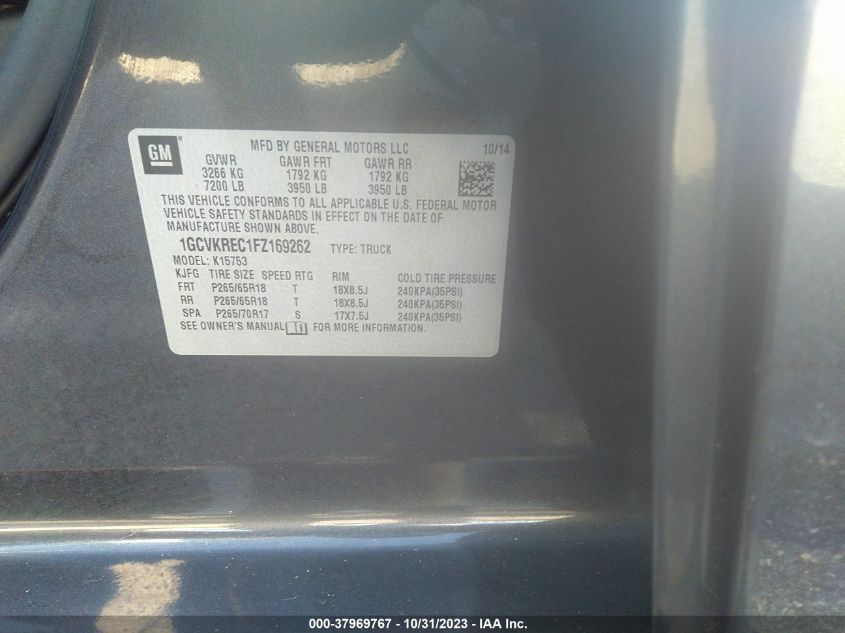 GM
MFD BY GENERAL MOTORS LLC 10/14
GVWR GAWR FRT GAWR RR
3266 KG 1792 KG 1792 KG
7200 LB 3950 LB 3950 LB
THIS VEHICLE CONFORMS TO ALL APPLICABLE U.S. FEDERAL MOTOR
VEHICLE SAFETY STANDARDS IN EFFECT ON THE DATE OF
MANUFACTURE SHOWN ABOVE.
1GCVKREC1FZ169262 TYPE: TRUCK
MODEL: K15753
KJFG TIRE SIZE SPEED RTG RIM COLD TIRE PRESSURE
FRT P265/65R18 T 18X8.5J 240KPA(35PSI)
RR P265/65R18 T 18X8.5J 240KPA(35PSI)
SPA P265/70R17 S 17X7.5J 240KPA(35PSI)
SEE OWNER'S MANUAL FOR MORE INFORMATION.
000-37969767 - 10/31/2023 - IAA Inc.